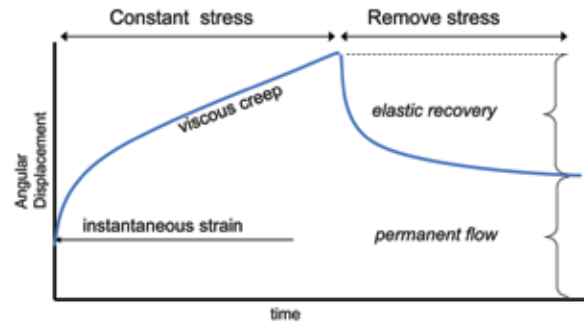 Constant stress
Remove stress
viscous creep
elastic recovery
Angular
Displacement
instantaneous strain
permanent flow
time